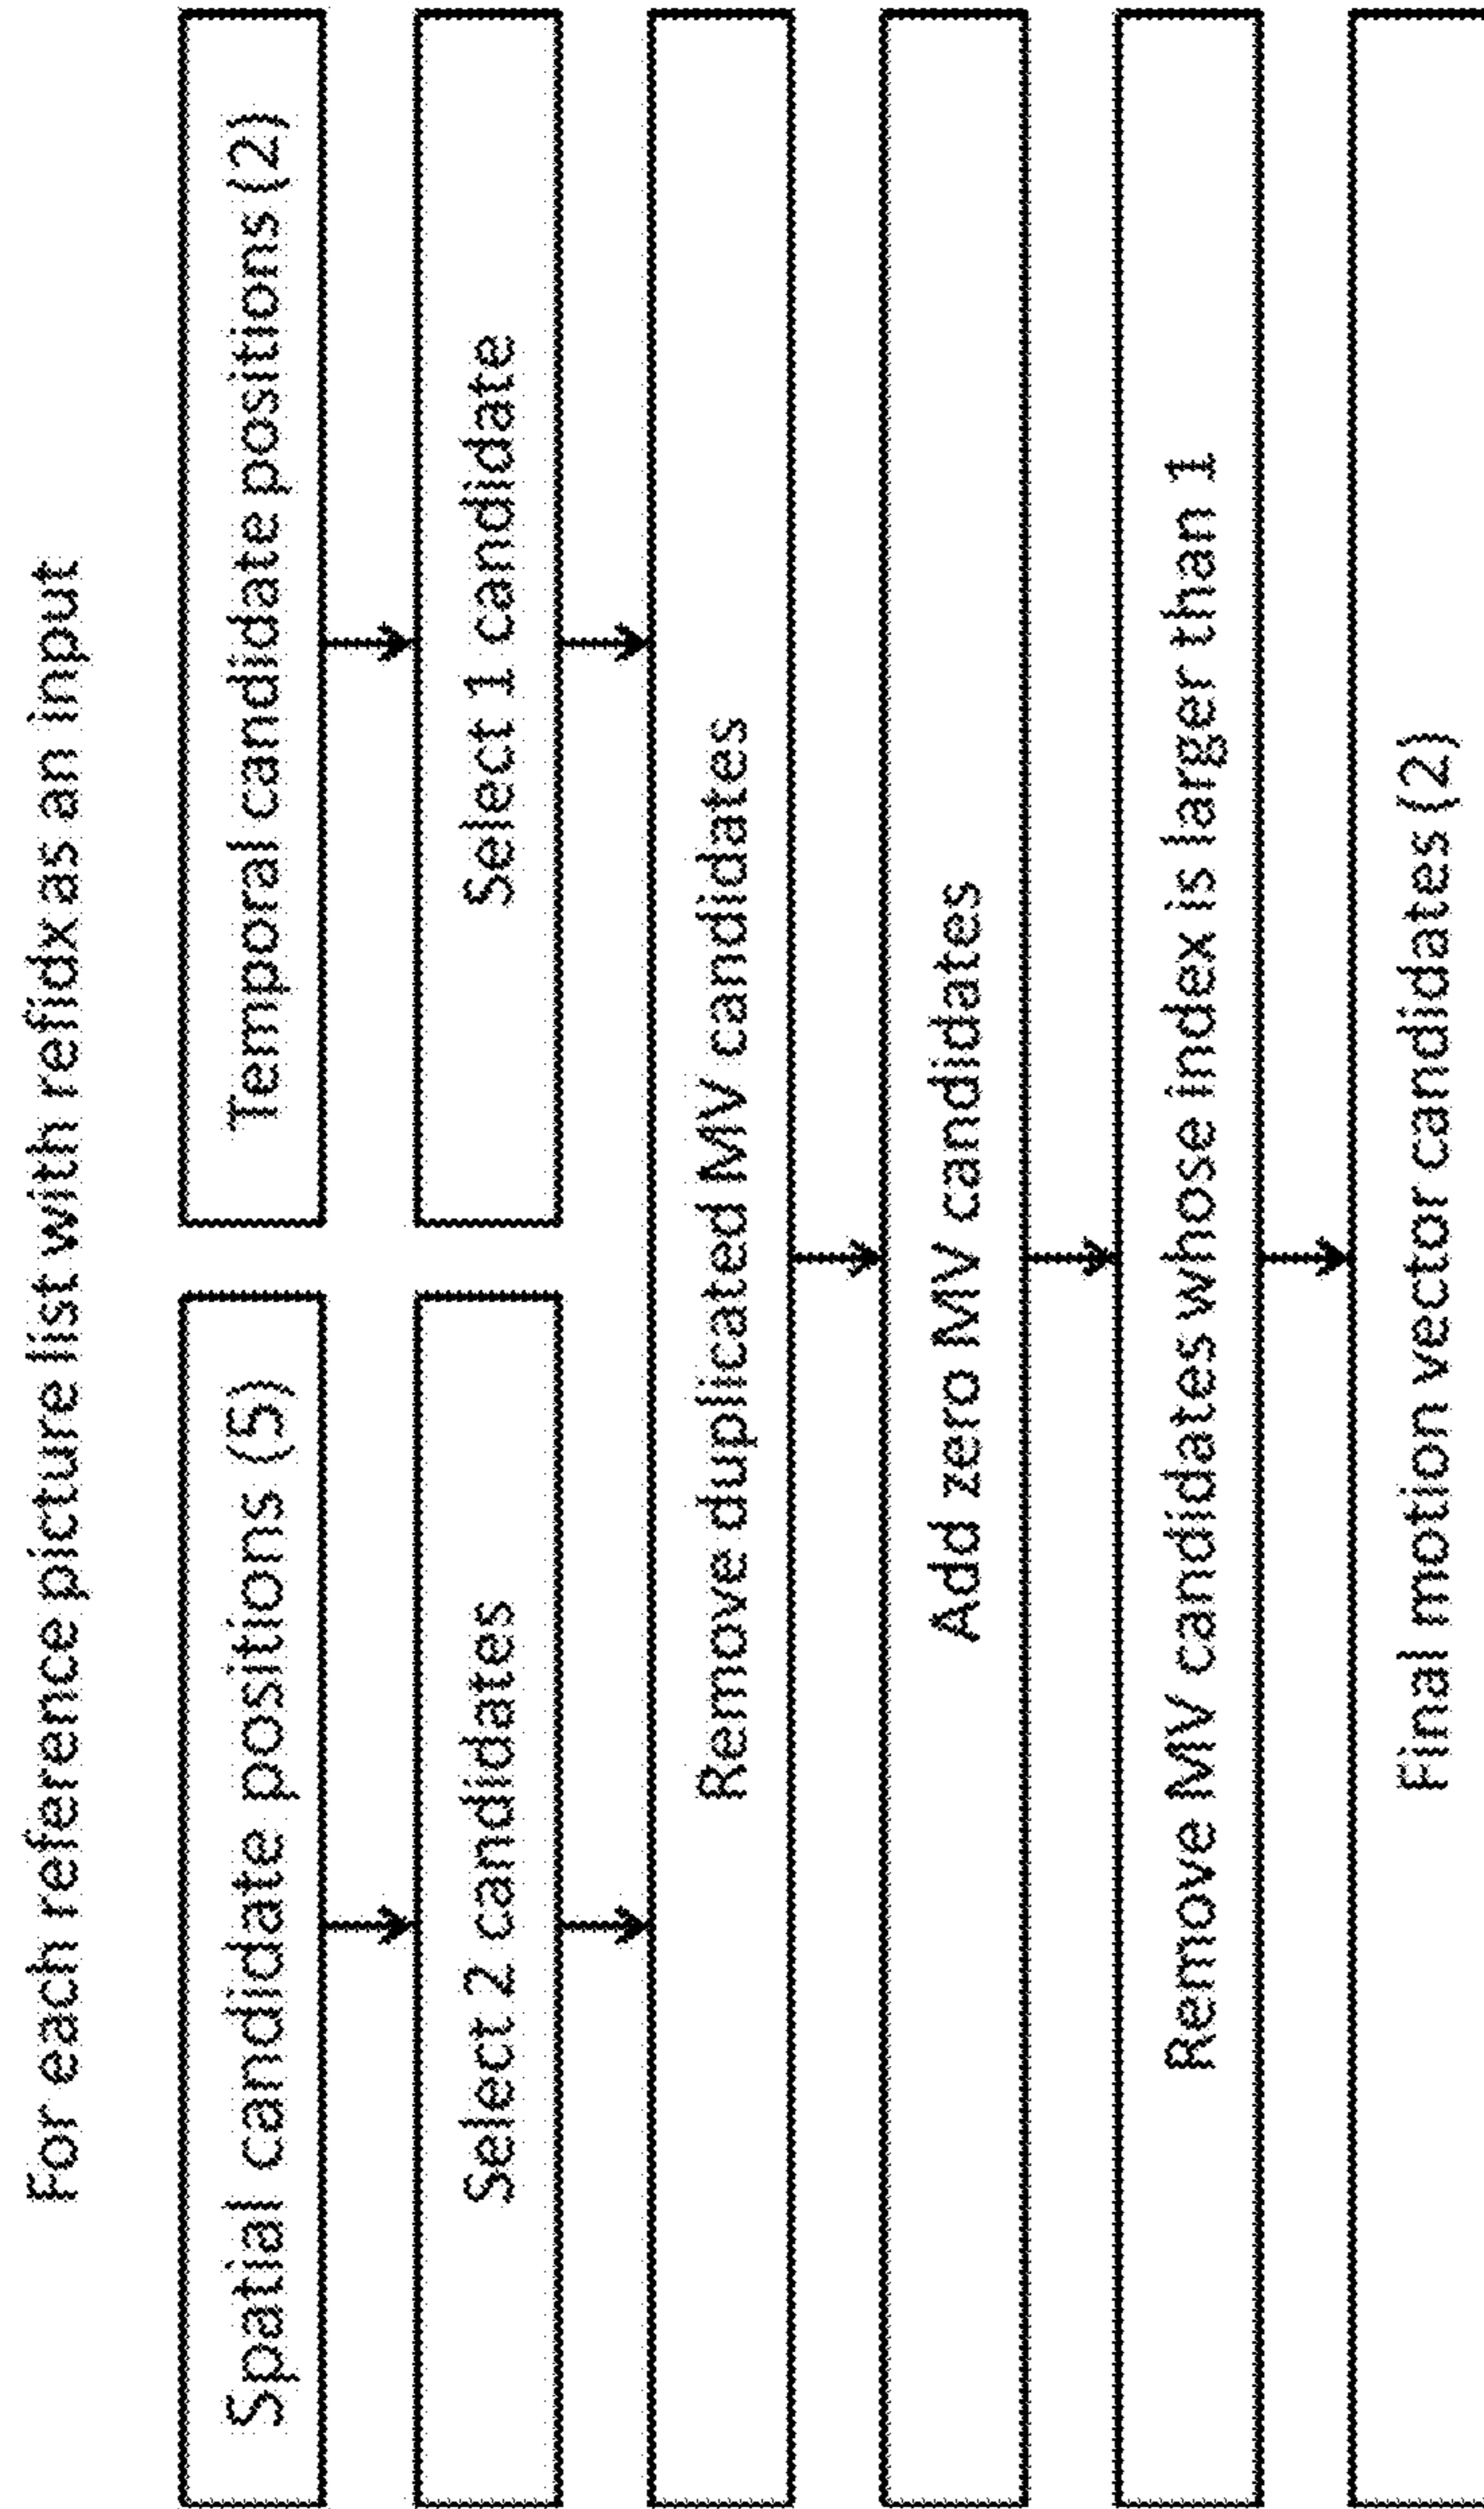 For each reference picture list with refidx as an input
Spatial candidate positions (5)
Temporal candidate positions (2)
Select 2 candidates
Select 1 candidate
Remove duplicated MV candidates
Add zero MV candidates
Remove MV candidates whose index is larger than 1
Final motion vector candidates (2)